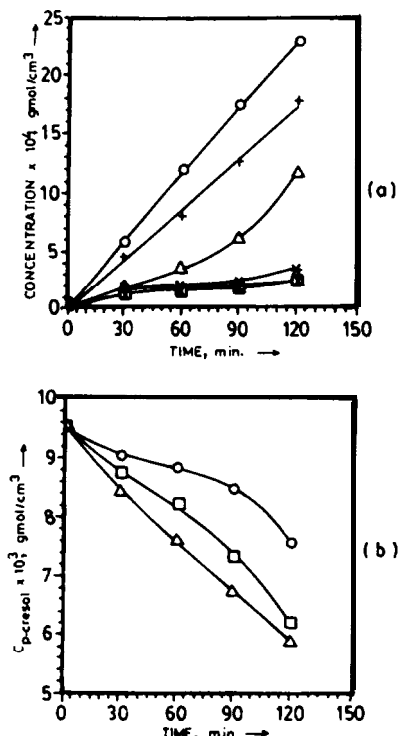 25
20
15
10
5
0
CONCENTRATION × 10⁴ gmol/cm³ →
0 30 60 90 120 150
TIME, min. →
(a)
10
9
8
7
6
5
C p-cresol × 10³, gmol/cm³ →
0 30 60 90 120 150
TIME, min. →
(b)